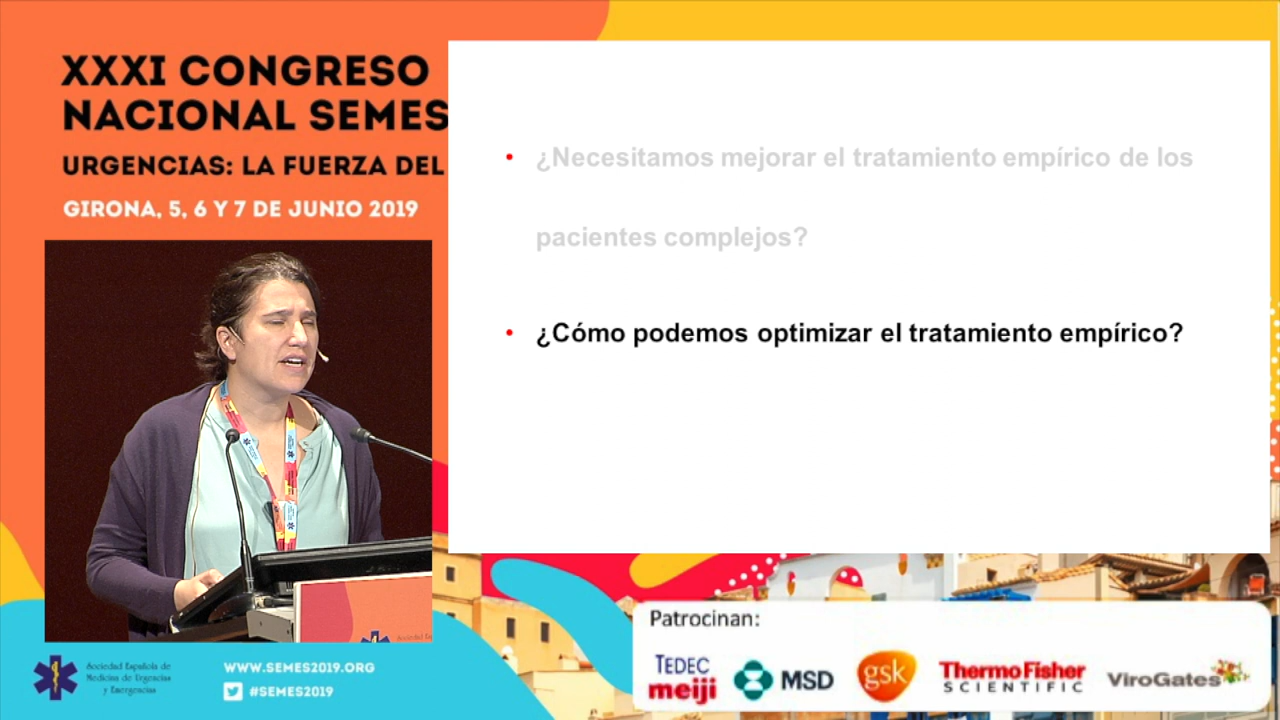 XXXI CONGRESO
NACIONAL SEMES
URGENCIAS: LA FUERZA DEL
GIRONA, 5, 6 Y 7 DE JUNIO 2019
• ¿Necesitamos mejorar el tratamiento empírico de los
pacientes complejos?
• ¿Cómo podemos optimizar el tratamiento empírico?
Sociedad Española de
Medicina de Urgencias
y Emergencias
WWW.SEMES2019.ORG
#SEMES2019
Patrocinan:
TEDEC
meiji
MSD
gsk
ThermoFisher
SCIENTIFIC
ViroGates